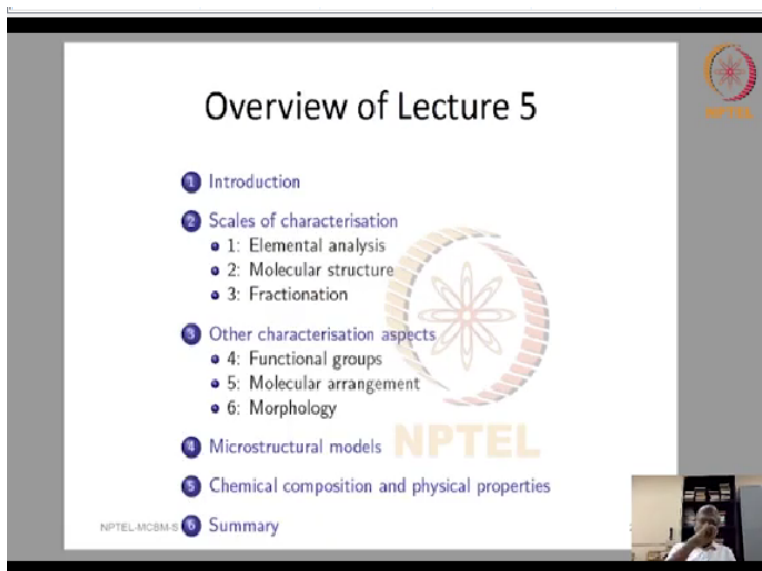 NPTEL
Overview of Lecture 5
1 Introduction
2 Scales of characterisation
1: Elemental analysis
2: Molecular structure
3: Fractionation
3 Other characterisation aspects
4: Functional groups
5: Molecular arrangement
6: Morphology
4 Microstructural models
NPTEL
5 Chemical composition and physical properties
NPTEL-MCBM-S 6 Summary